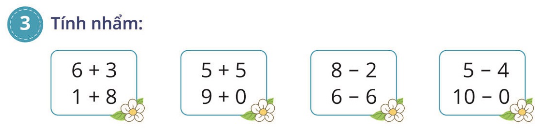 3 Tính nhẩm:
6 + 3 5 + 5 8 – 2 5 – 4
1 + 8 9 + 0 6 – 6 10 – 0